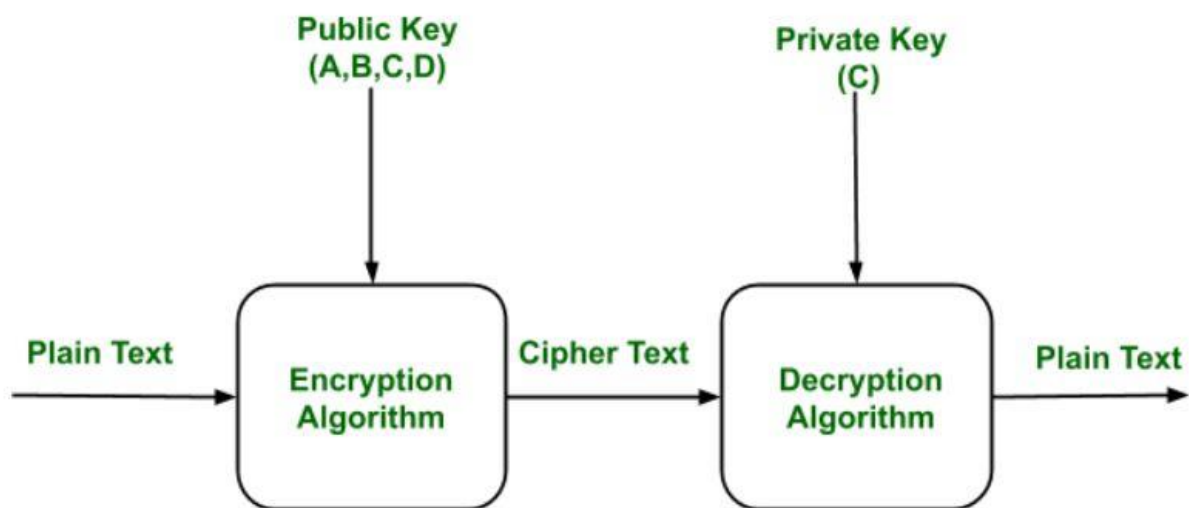 Public Key
(A,B,C,D)
Private Key
(C)
Plain Text
Encryption
Algorithm
Cipher Text
Decryption
Algorithm
Plain Text